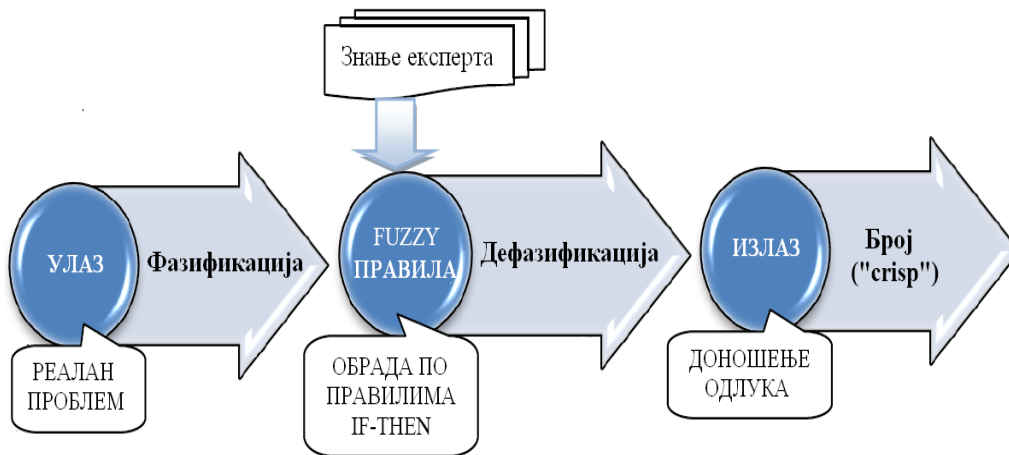 Знање експерта
УЛАЗ
Фазификација
FUZZY
ПРАВИЛА
Дефазификација
ИЗЛАЗ
Број
("crisp")
РЕАЛАН
ПРОБЛЕМ
ОБРАДА ПО
ПРАВИЛИМА
IF-THEN
ДОНОШЕЊЕ
ОДЛУКА